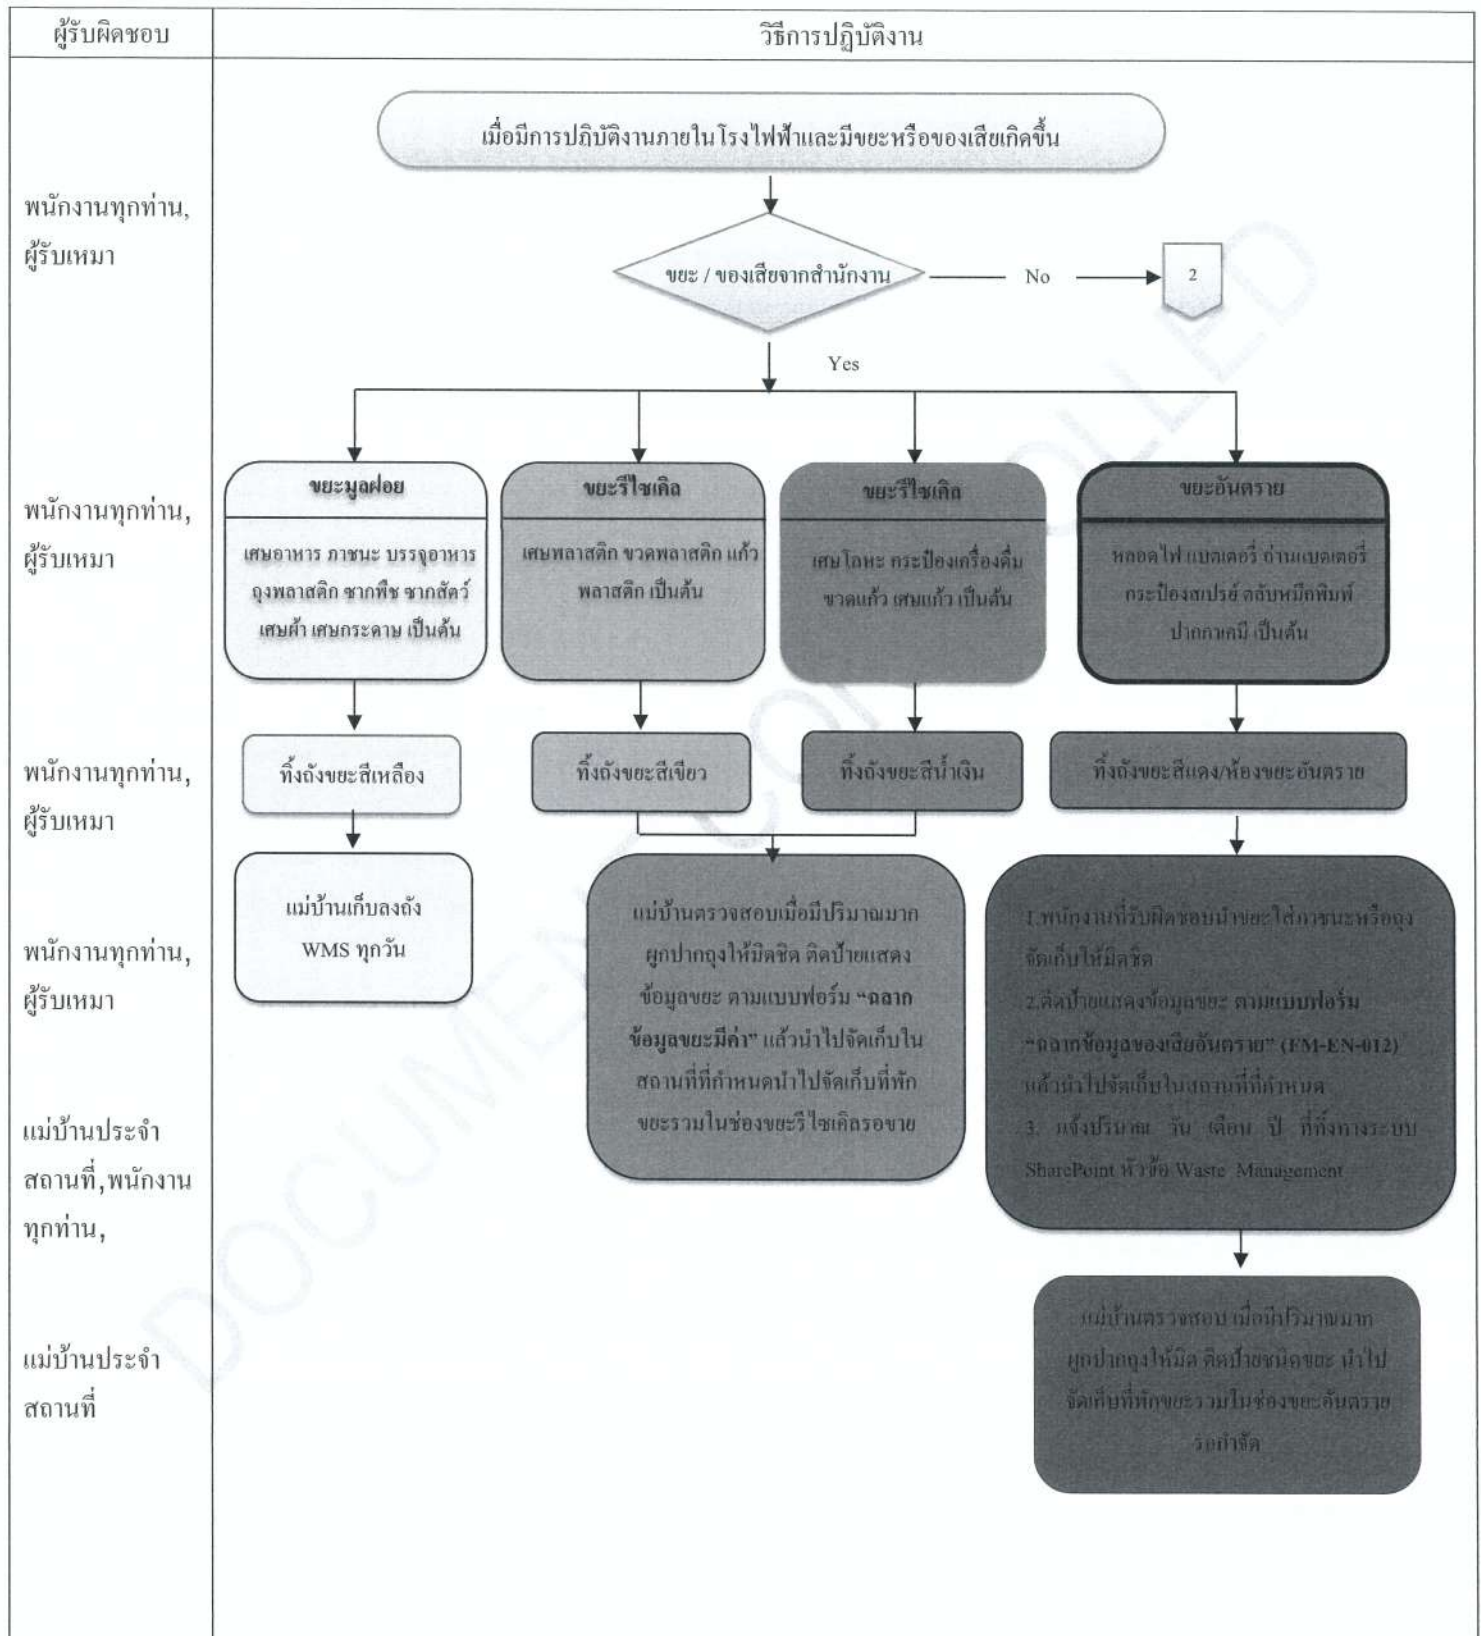 ผู้รับผิดชอบ
วิธีการปฏิบัติงาน
พนักงานทุกท่าน,
ผู้รับเหมา
เมื่อมีการปฏิบัติงานภายในโรงไฟฟ้าและมีขยะหรือของเสียเกิดขึ้น
ขยะ / ของเสียจากสำนักงาน
No
2
Yes
พนักงานทุกท่าน,
ผู้รับเหมา
ขยะมูลฝอย
เศษอาหาร ภาชนะ บรรจุอาหาร
ถุงพลาสติก ซากพืช ซากสัตว์
เศษผ้า เศษกระดาษ เป็นต้น
ขยะรีไซเคิล
เศษพลาสติก ขวดพลาสติก แก้ว
พลาสติก เป็นต้น
ขยะรีไซเคิล
เศษโลหะ กระป๋องเครื่องดื่ม
ขวดแก้ว เศษแก้ว เป็นต้น
ขยะอันตราย
หลอดไฟ แบตเตอรี่ ถ่านแบตเตอรี่
กระป๋องสเปรย์ ตลับหมึกพิมพ์
ปากกาเคมี เป็นต้น
พนักงานทุกท่าน,
ผู้รับเหมา
ทิ้งถังขยะสีเหลือง
ทิ้งถังขยะสีเขียว
ทิ้งถังขยะสีน้ำเงิน
ทิ้งถังขยะสีแดง/ห้องขยะอันตราย
พนักงานทุกท่าน,
ผู้รับเหมา
แม่บ้านเก็บลงถัง
WMS ทุกวัน
แม่บ้านตรวจสอบเมื่อมีปริมาณมาก
ผูกปากถุงให้มิดชิด ติดป้ายแสดง
ข้อมูลขยะ ตามแบบฟอร์ม “ฉลาก
ข้อมูลขยะมีค่า” แล้วนำไปจัดเก็บใน
สถานที่ที่กำหนดนำไปจัดเก็บที่พัก
ขยะรวมในช่องขยะรีไซเคิลรอขาย
1.พนักงานที่รับผิดชอบนำขยะใส่ภาชนะหรือถุง
จัดเก็บให้มิดชิด
2.ติดป้ายแสดงข้อมูลขยะ ตามแบบฟอร์ม
“ฉลากข้อมูลของเสียอันตราย” (FM-EN-012)
แล้วนำไปจัดเก็บในสถานที่ที่กำหนด
3. แจ้งปริมาณ วัน เดือน ปี ที่ทิ้งทางระบบ
SharePoint หัวข้อ Waste Management
แม่บ้านประจำ
สถานที่,พนักงาน
ทุกท่าน,
แม่บ้านประจำ
สถานที่
แม่บ้านตรวจสอบ เมื่อมีปริมาณมาก
ผูกปากถุงให้มิด ติดป้ายชนิดขยะ นำไป
จัดเก็บที่พักขยะรวมในช่องขยะอันตราย
รอกำจัด